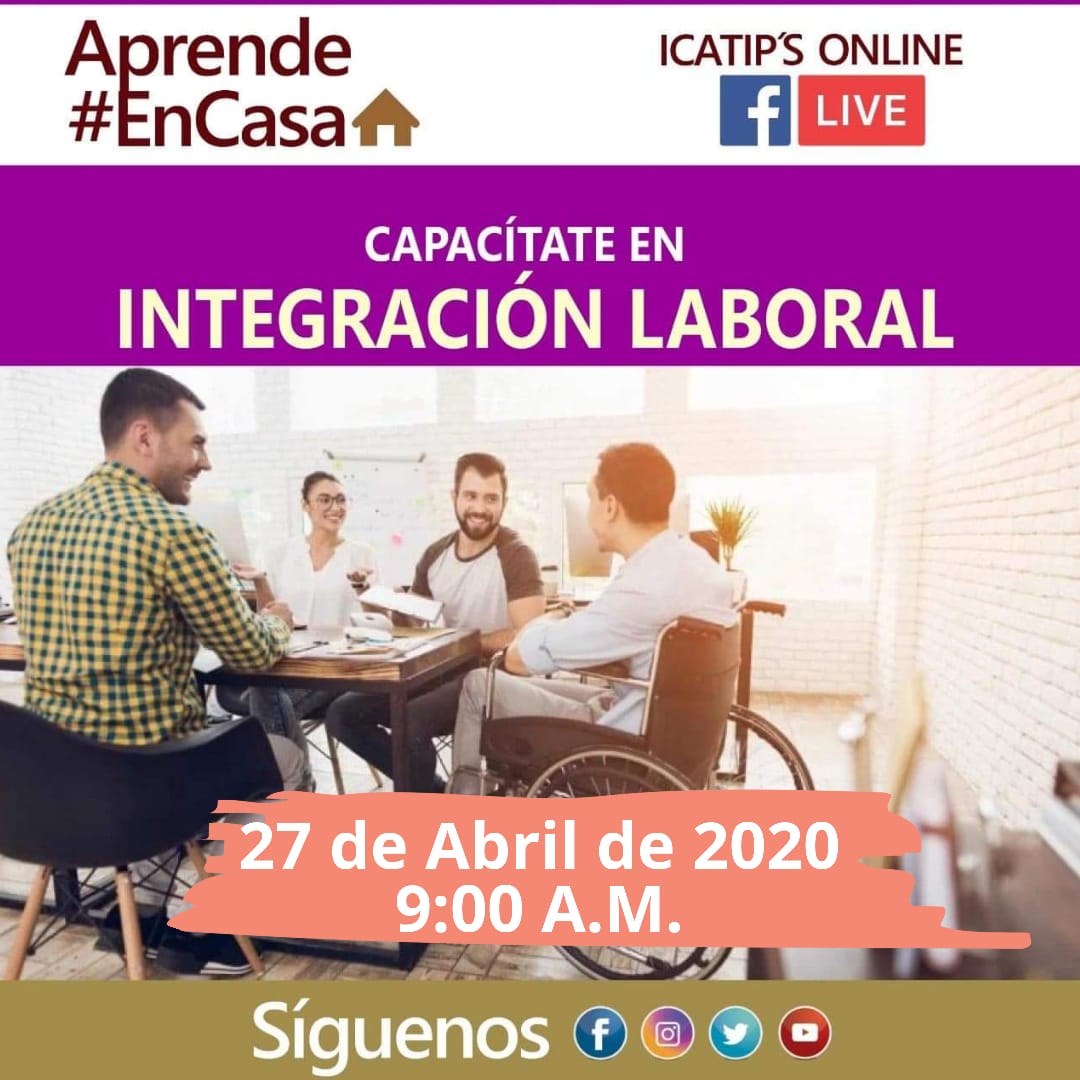 Aprende
#EnCasa
ICATIP'S ONLINE
f LIVE
CAPACÍTATE EN
INTEGRACIÓN LABORAL
27 de Abril de 2020
9:00 A.M.
Síguenos